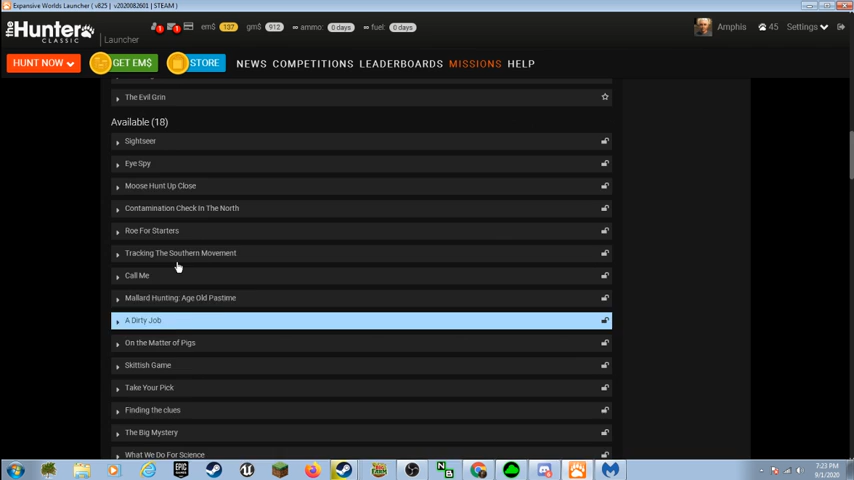 Expansive Worlds Launcher ( v825 | v2020082601 | STEAM )
theHunter CLASSIC Launcher 1 1 em$ 137 gm$ 912 ∞ ammo: 0 days ∞ fuel: 0 days Amphis 45 Settings
HUNT NOW GET EM$ STORE NEWS COMPETITIONS LEADERBOARDS MISSIONS HELP
The Evil Grin
Available (18)
Sightseer
Eye Spy
Moose Hunt Up Close
Contamination Check In The North
Roe For Starters
Tracking The Southern Movement
Call Me
Mallard Hunting: Age Old Pastime
A Dirty Job
On the Matter of Pigs
Skittish Game
Take Your Pick
Finding the clues
The Big Mystery
What We Do For Science
EPIC
7:23 PM
9/1/2020